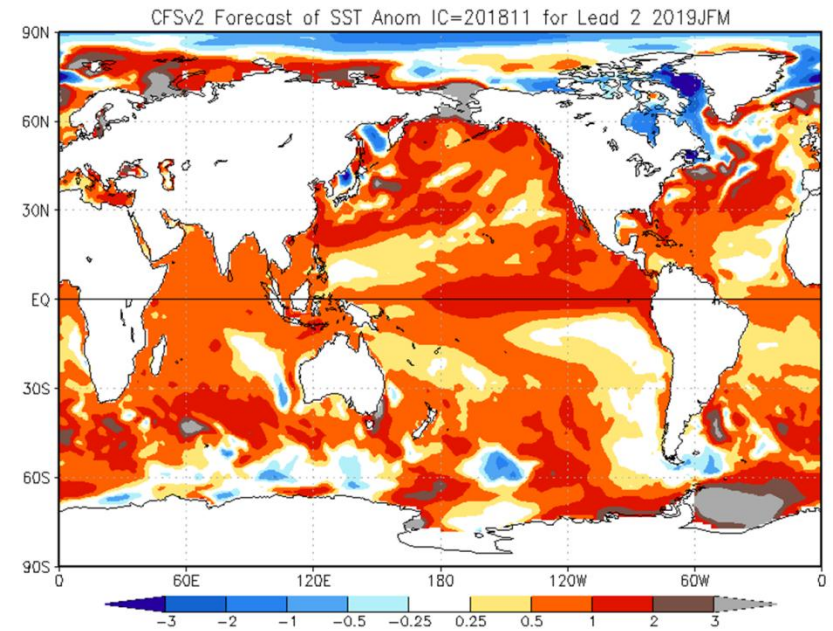 CFSv2 Forecast of SST Anom IC=201811 for Lead 2 2019JFM
90N
60N
30N
EQ
30S
60S
90S
0 60E 120E 180 120W 60W 0
-3 -2 -1 -0.5 -0.25 0.25 0.5 1 2 3